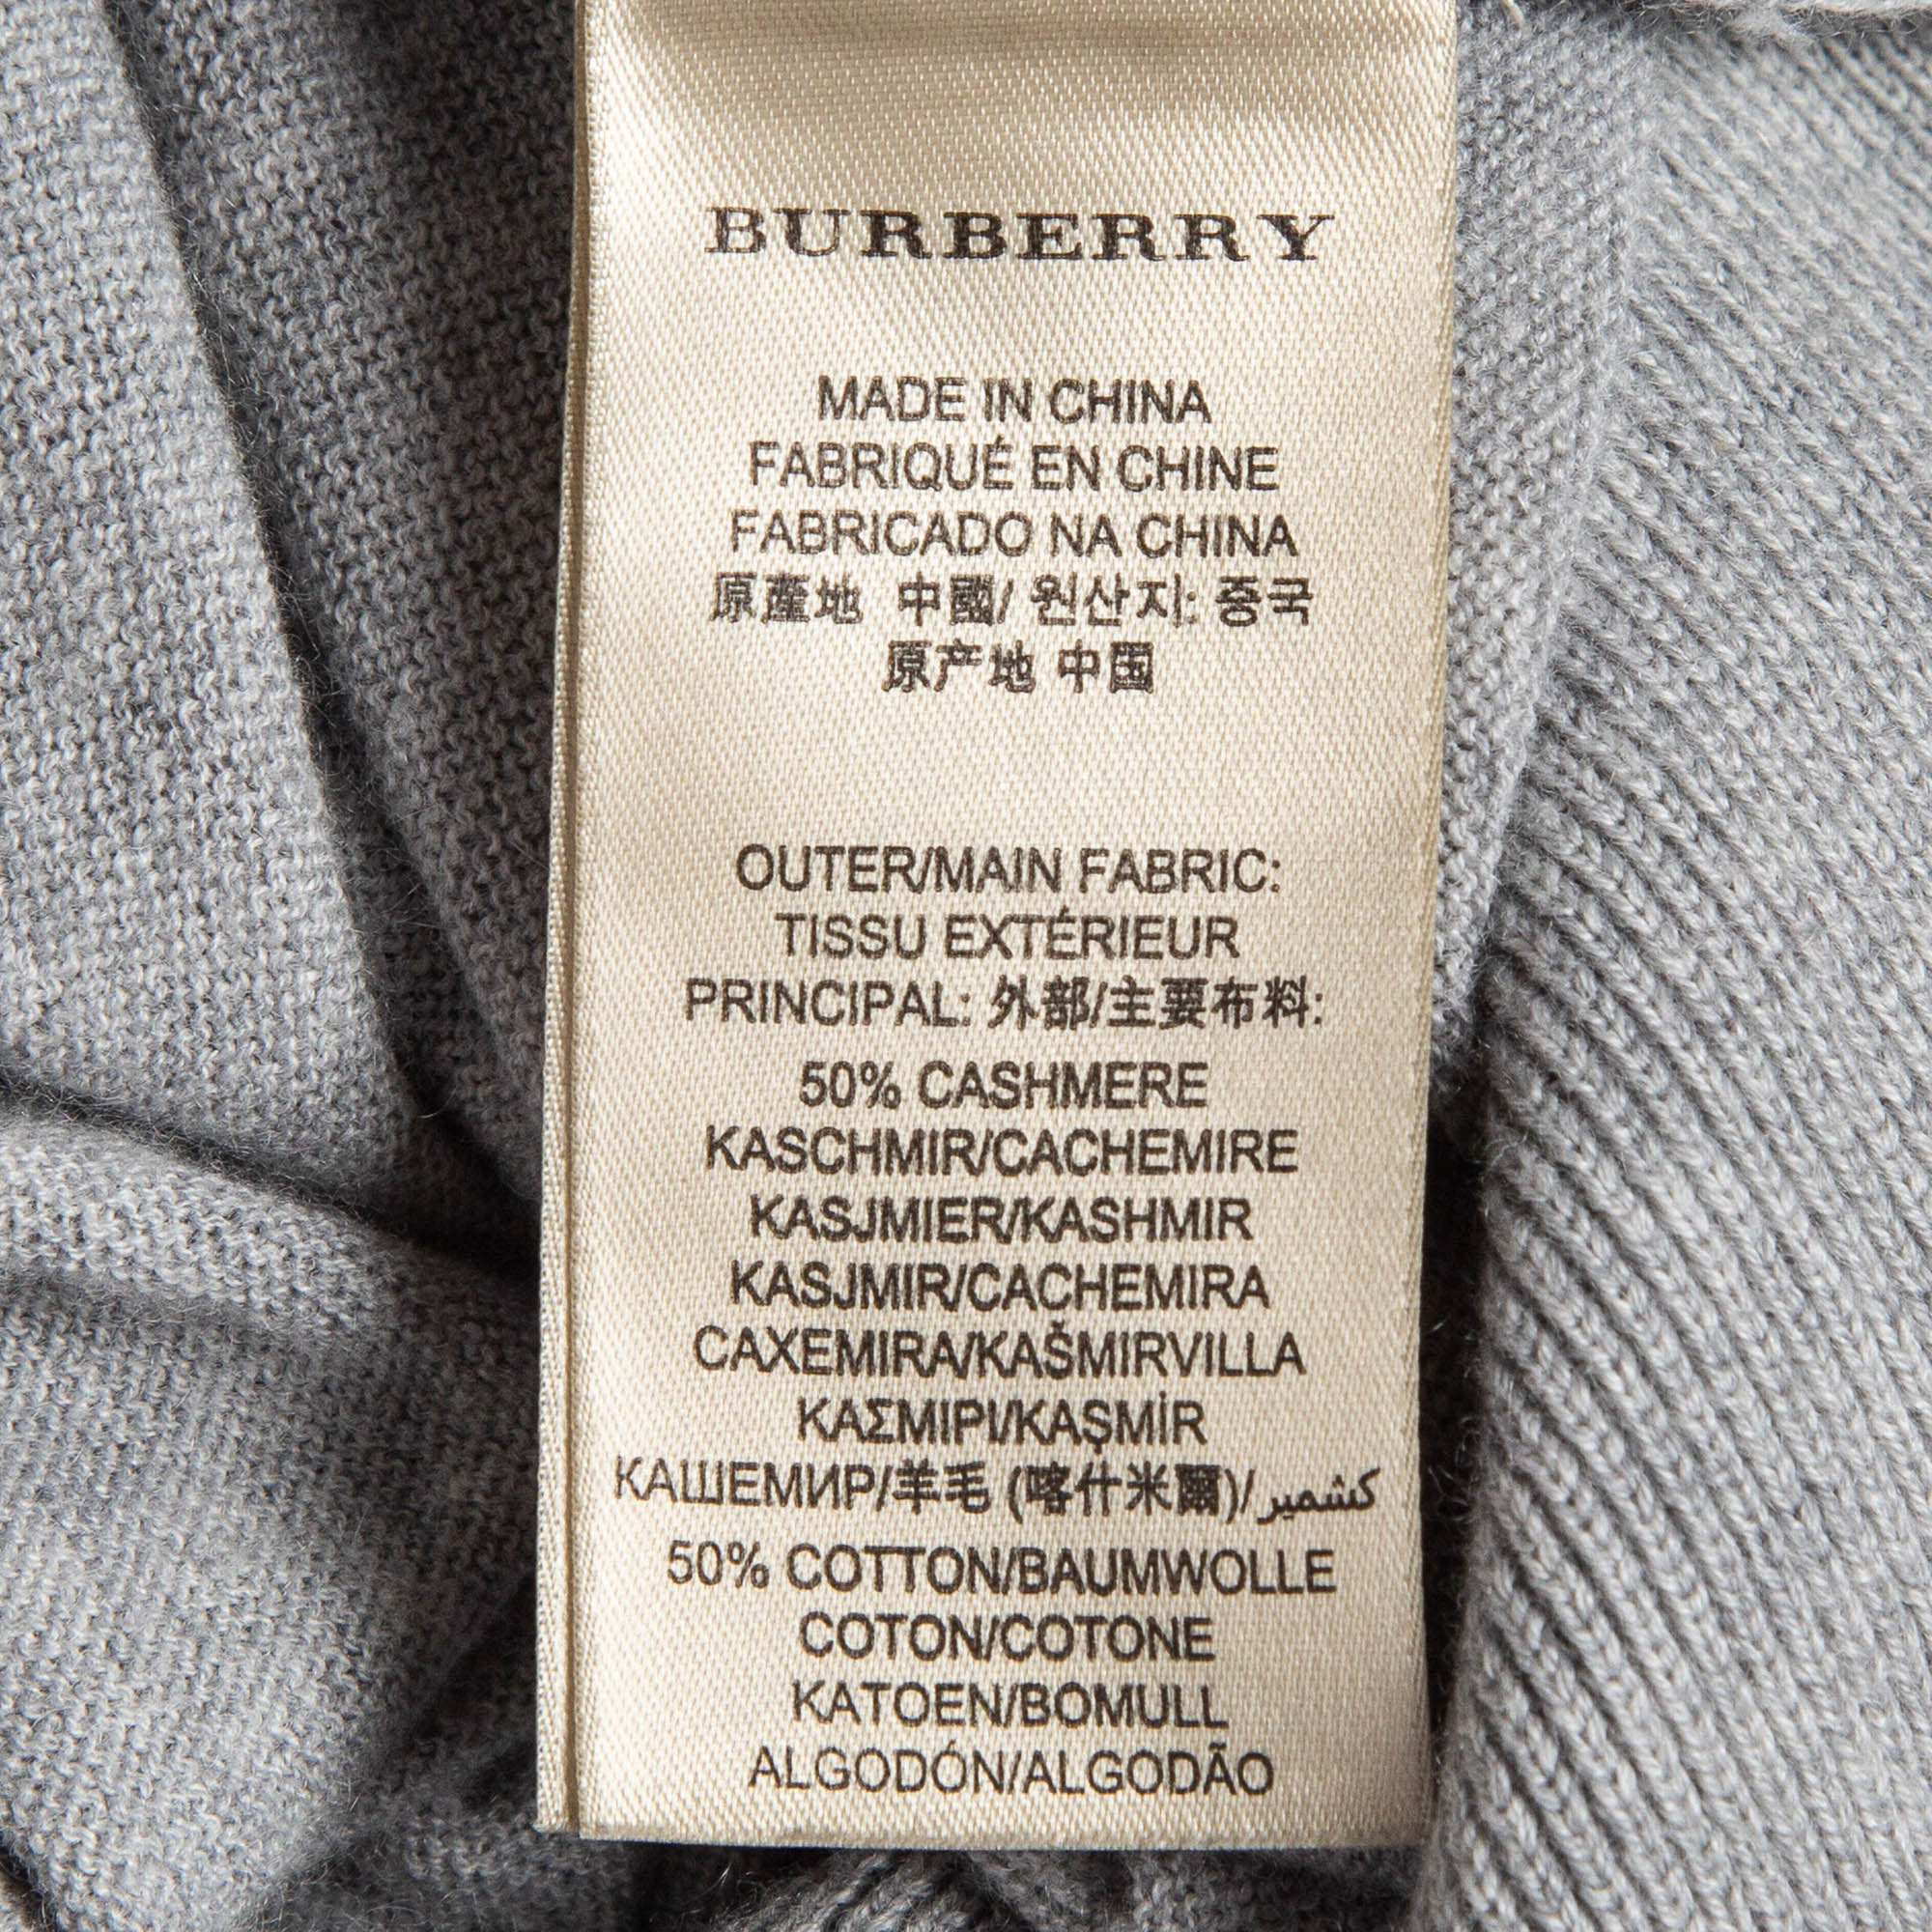 BURBERRY
MADE IN CHINA
FABRIQUÉ EN CHINE
FABRICADO NA CHINA
原產地 中國/ 원산지: 중국
原产地 中国
OUTER/MAIN FABRIC:
TISSU EXTÉRIEUR
PRINCIPAL: 外部/主要布料:
50% CASHMERE
KASCHMIR/CACHEMIRE
KASJMIER/KASHMIR
KASJMIR/CACHEMIRA
CAXEMIRA/KAŠMIRVILLA
ΚΑΣΜΙΡΙ/KAŞMİR
КАШЕМИР/羊毛 (喀什米爾)/كشمير
50% COTTON/BAUMWOLLE
COTON/COTONE
KATOEN/BOMULL
ALGODÓN/ALGODÃO